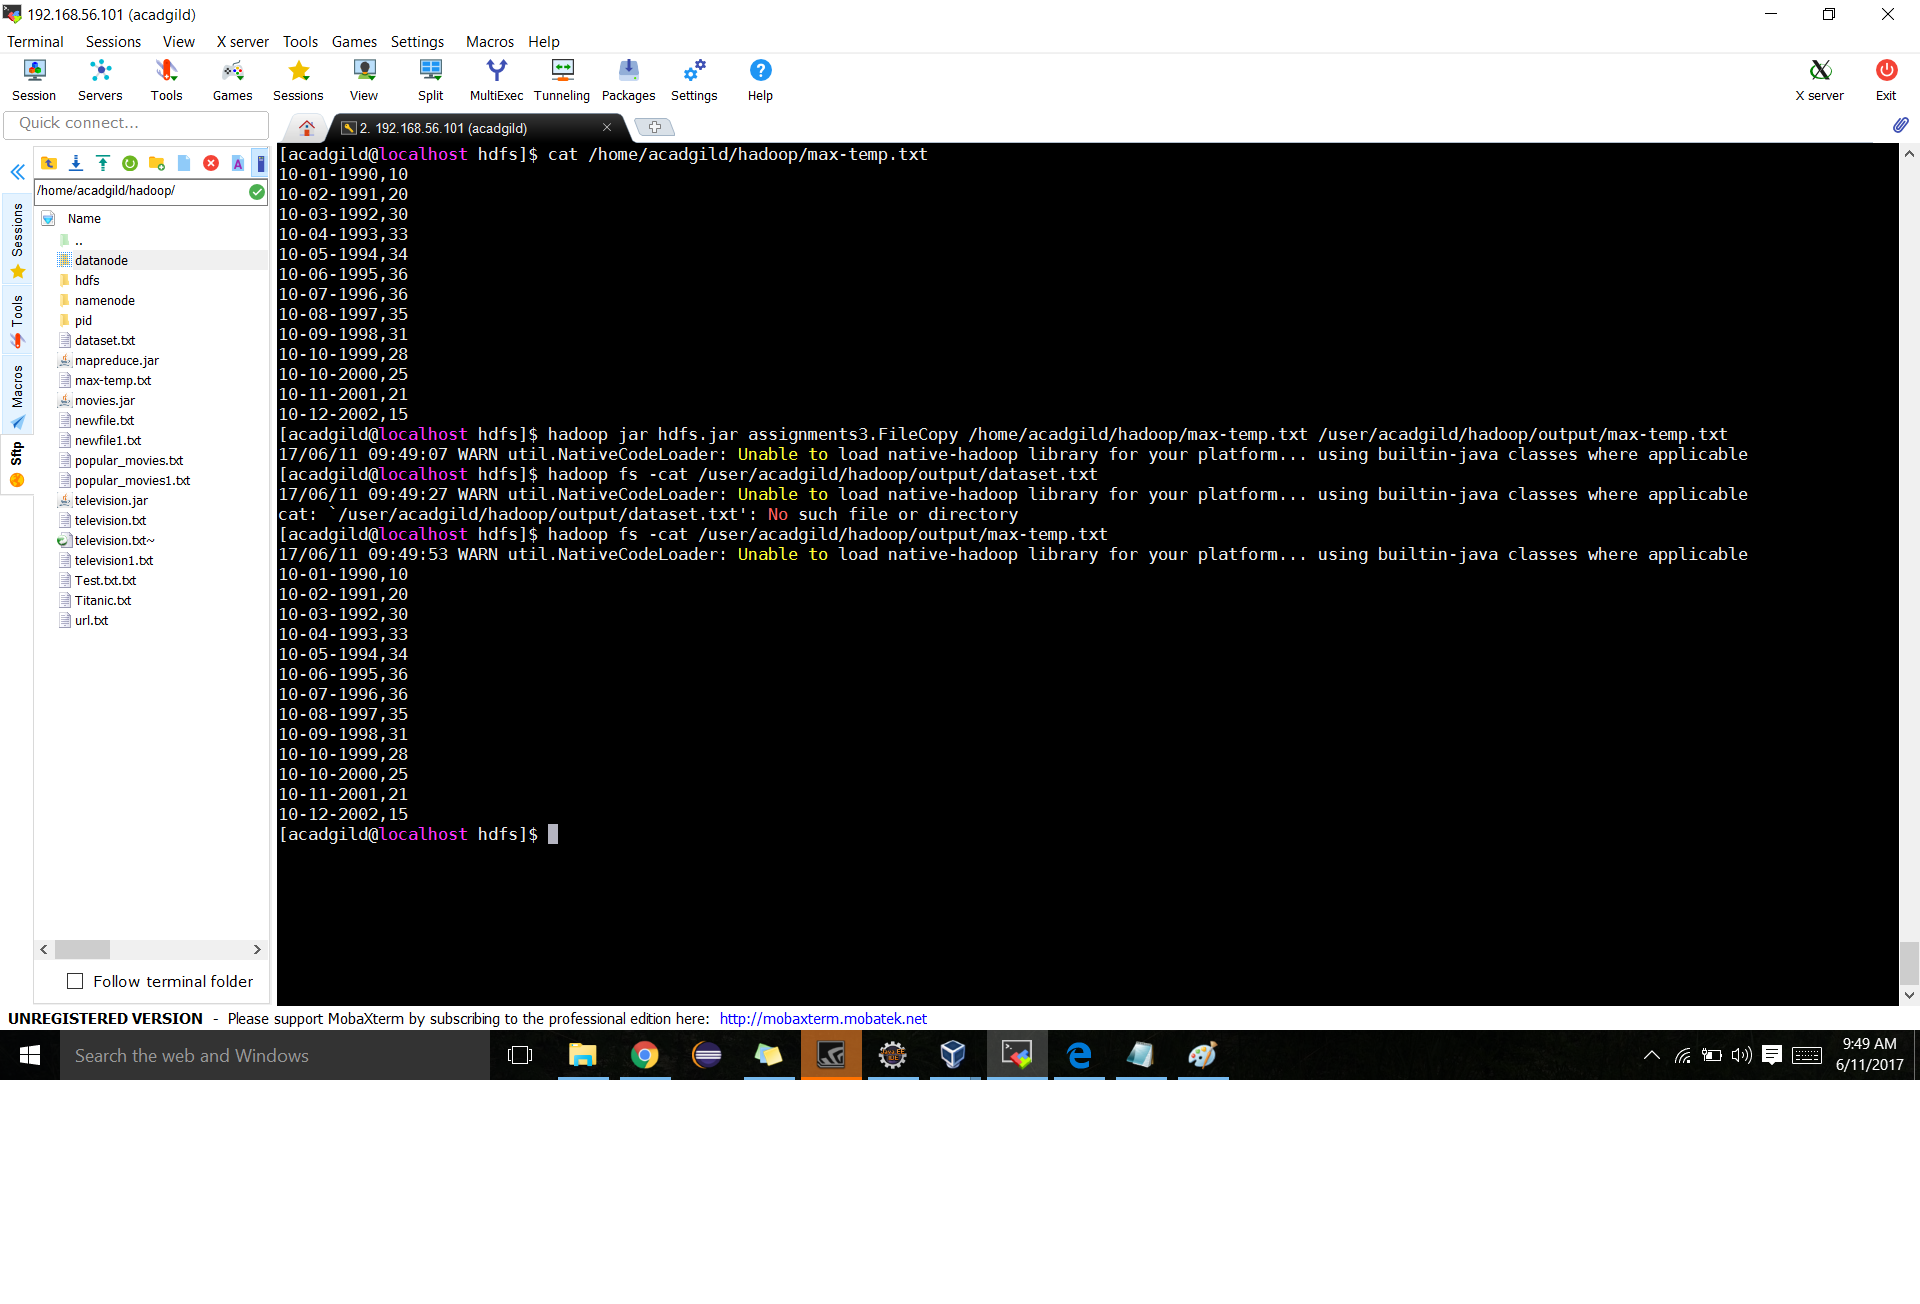 192.168.56.101 (acadgild)
Terminal Sessions View X server Tools Games Settings Macros Help
Session Servers Tools Games Sessions View Split MultiExec Tunneling Packages Settings Help X server Exit
Quick connect...
2. 192.168.56.101 (acadgild)
/home/acadgild/hadoop/
Name
..
datanode
hdfs
namenode
pid
dataset.txt
mapreduce.jar
max-temp.txt
movies.jar
newfile.txt
newfile1.txt
popular_movies.txt
popular_movies1.txt
television.jar
television.txt
television.txt~
television1.txt
Test.txt.txt
Titanic.txt
url.txt
Follow terminal folder
Sessions
Tools
Macros
Sftp
[acadgild@localhost hdfs]$ cat /home/acadgild/hadoop/max-temp.txt
10-01-1990,10
10-02-1991,20
10-03-1992,30
10-04-1993,33
10-05-1994,34
10-06-1995,36
10-07-1996,36
10-08-1997,35
10-09-1998,31
10-10-1999,28
10-10-2000,25
10-11-2001,21
10-12-2002,15
[acadgild@localhost hdfs]$ hadoop jar hdfs.jar assignments3.FileCopy /home/acadgild/hadoop/max-temp.txt /user/acadgild/hadoop/output/max-temp.txt
17/06/11 09:49:07 WARN util.NativeCodeLoader: Unable to load native-hadoop library for your platform... using builtin-java classes where applicable
[acadgild@localhost hdfs]$ hadoop fs -cat /user/acadgild/hadoop/output/dataset.txt
17/06/11 09:49:27 WARN util.NativeCodeLoader: Unable to load native-hadoop library for your platform... using builtin-java classes where applicable
cat: `/user/acadgild/hadoop/output/dataset.txt': No such file or directory
[acadgild@localhost hdfs]$ hadoop fs -cat /user/acadgild/hadoop/output/max-temp.txt
17/06/11 09:49:53 WARN util.NativeCodeLoader: Unable to load native-hadoop library for your platform... using builtin-java classes where applicable
10-01-1990,10
10-02-1991,20
10-03-1992,30
10-04-1993,33
10-05-1994,34
10-06-1995,36
10-07-1996,36
10-08-1997,35
10-09-1998,31
10-10-1999,28
10-10-2000,25
10-11-2001,21
10-12-2002,15
[acadgild@localhost hdfs]$
UNREGISTERED VERSION - Please support MobaXterm by subscribing to the professional edition here: http://mobaxterm.mobatek.net
Search the web and Windows
9:49 AM
6/11/2017